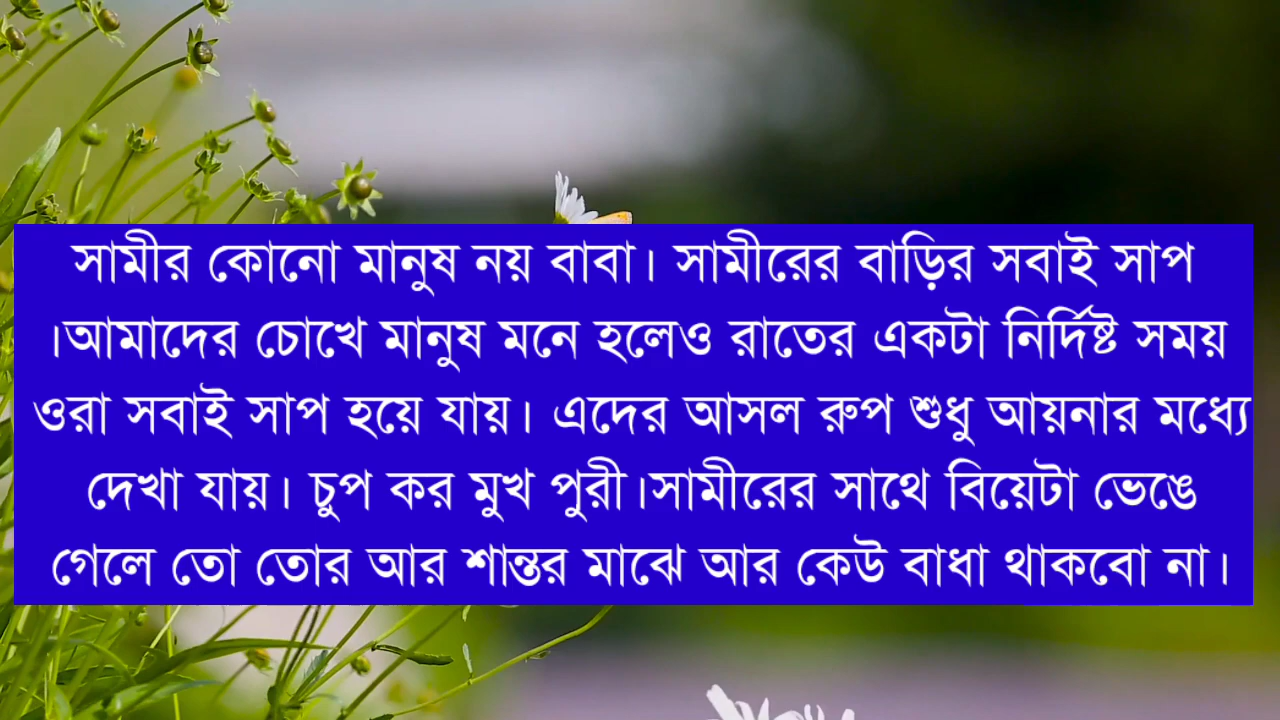 সামীর কোনো মানুষ নয় বাবা। সামীরের বাড়ির সবাই সাপ
।আমাদের চোখে মানুষ মনে হলেও রাতের একটা নির্দিষ্ট সময়
ওরা সবাই সাপ হয়ে যায়। এদের আসল রুপ শুধু আয়নার মধ্যে
দেখা যায়। চুপ কর মুখ পুরী।সামীরের সাথে বিয়েটা ভেঙে
গেলে তো তোর আর শান্তর মাঝে আর কেউ বাধা থাকবো না।